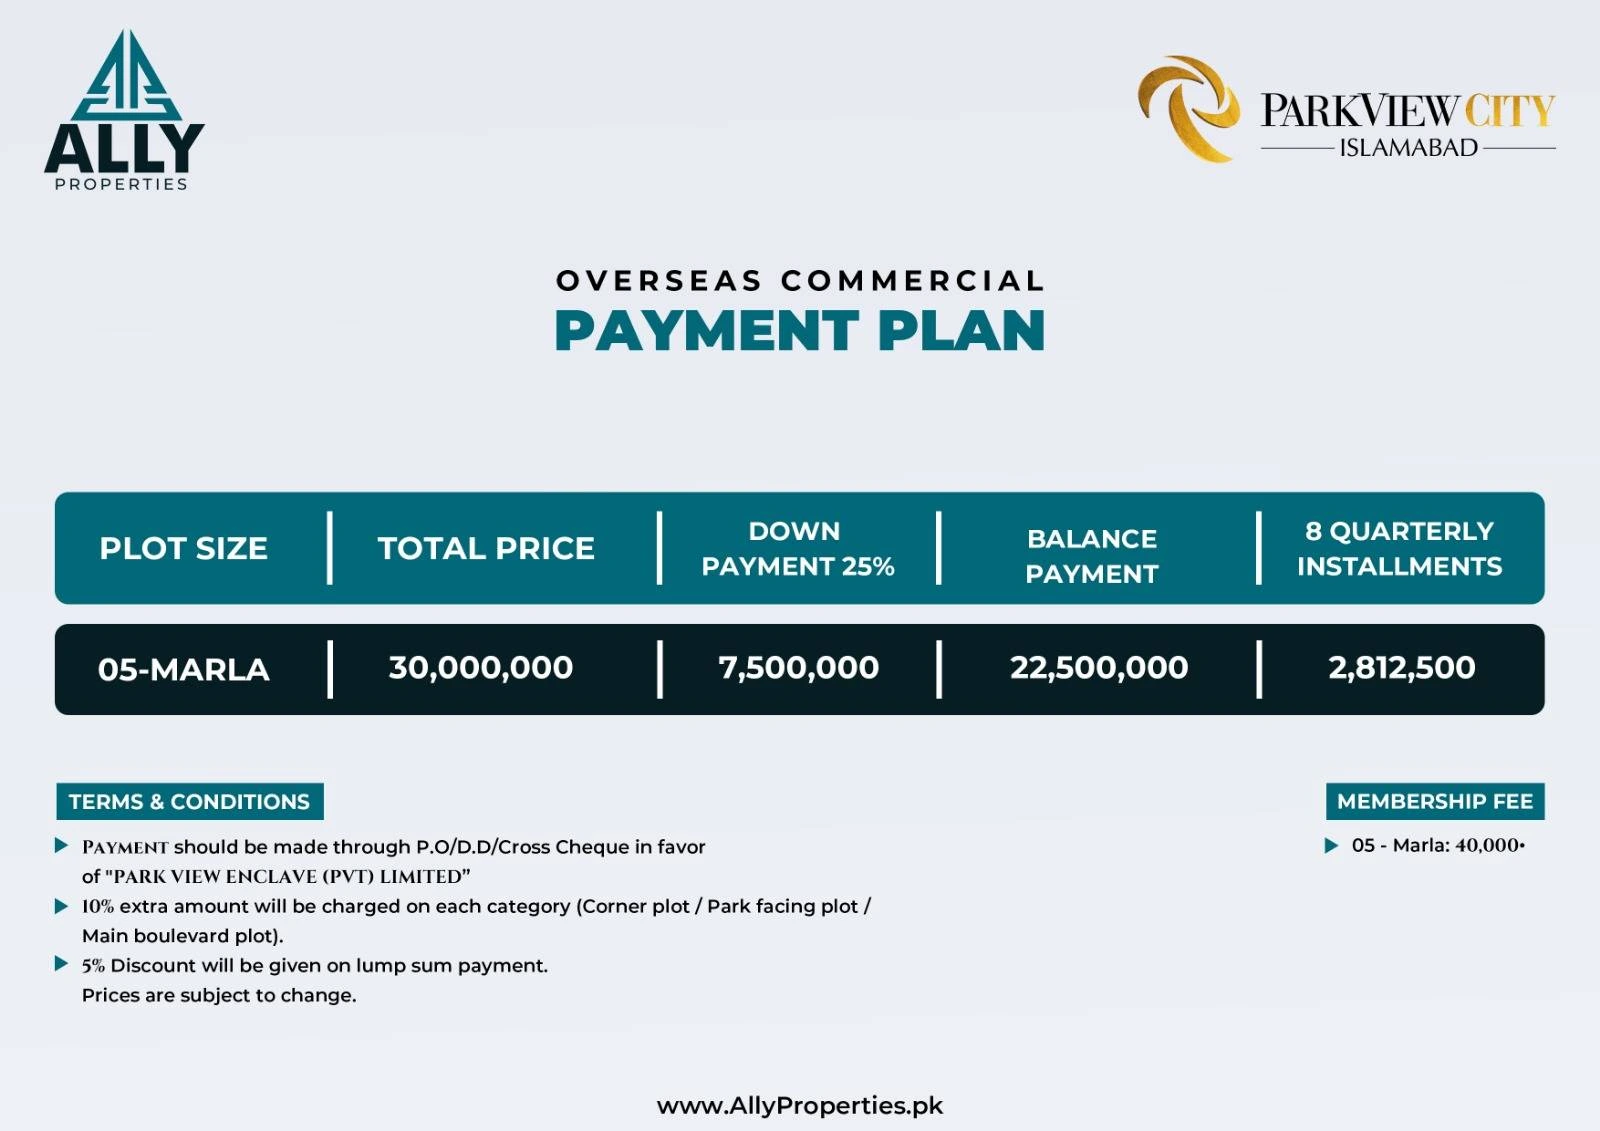 ALLY
PROPERTIES
PARKVIEW CITY
ISLAMABAD
OVERSEAS COMMERCIAL
PAYMENT PLAN
PLOT SIZE
TOTAL PRICE
DOWN
PAYMENT 25%
BALANCE
PAYMENT
8 QUARTERLY
INSTALLMENTS
05-MARLA
30,000,000
7,500,000
22,500,000
2,812,500
TERMS & CONDITIONS
PAYMENT should be made through P.O/D.D/Cross Cheque in favor
of "PARK VIEW ENCLAVE (PVT) LIMITED”
10% extra amount will be charged on each category (Corner plot / Park facing plot /
Main boulevard plot).
5% Discount will be given on lump sum payment.
Prices are subject to change.
MEMBERSHIP FEE
05 - Marla: 40,000•
www.AllyProperties.pk